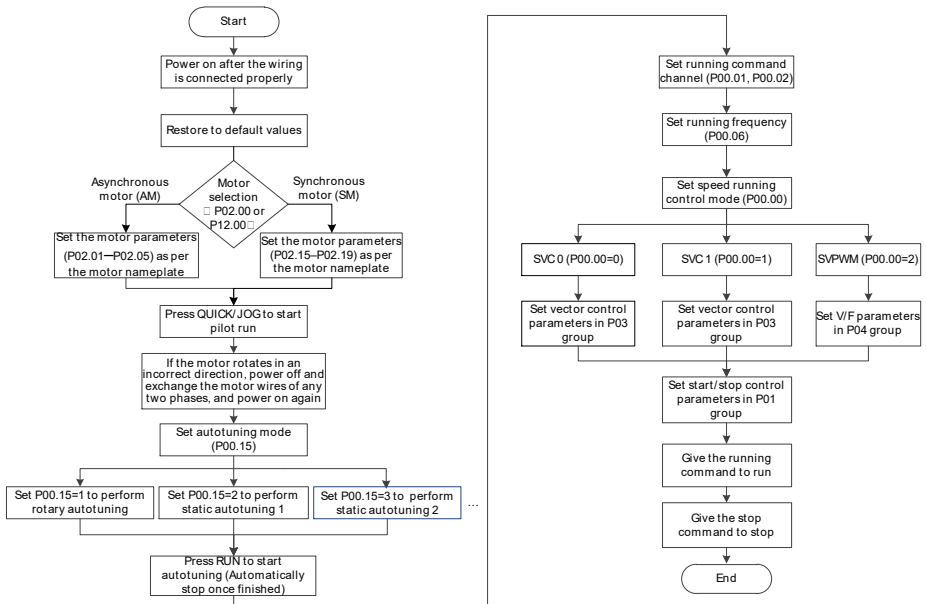 Start
Power on after the wiring
is connected properly
Restore to default values
Motor
selection
□ P02.00 or
P12.00□
Asynchronous
motor (AM)
Synchronous
motor (SM)
Set the motor parameters
(P02.01—P02.05) as per
the motor nameplate
Set the motor parameters
(P02.15–P02.19) as per
the motor nameplate
Press QUICK/JOG to start
pilot run
If the motor rotates in an
incorrect direction, power off and
exchange the motor wires of any
two phases, and power on again
Set autotuning mode
(P00.15)
Set P00.15=1 to perform
rotary autotuning
Set P00.15=2 to perform
static autotuning 1
Set P00.15=3 to perform
static autotuning 2
...
Press RUN to start
autotuning (Automatically
stop once finished)
Set running command
channel (P00.01, P00.02)
Set running frequency
(P00.06)
Set speed running
control mode (P00.00)
SVC 0 (P00.00=0)
SVC 1 (P00.00=1)
SVPWM (P00.00=2)
Set vector control
parameters in P03
group
Set vector control
parameters in P03
group
Set V/F parameters
in P04 group
Set start/stop control
parameters in P01
group
Give the running
command to run
Give the stop
command to stop
End